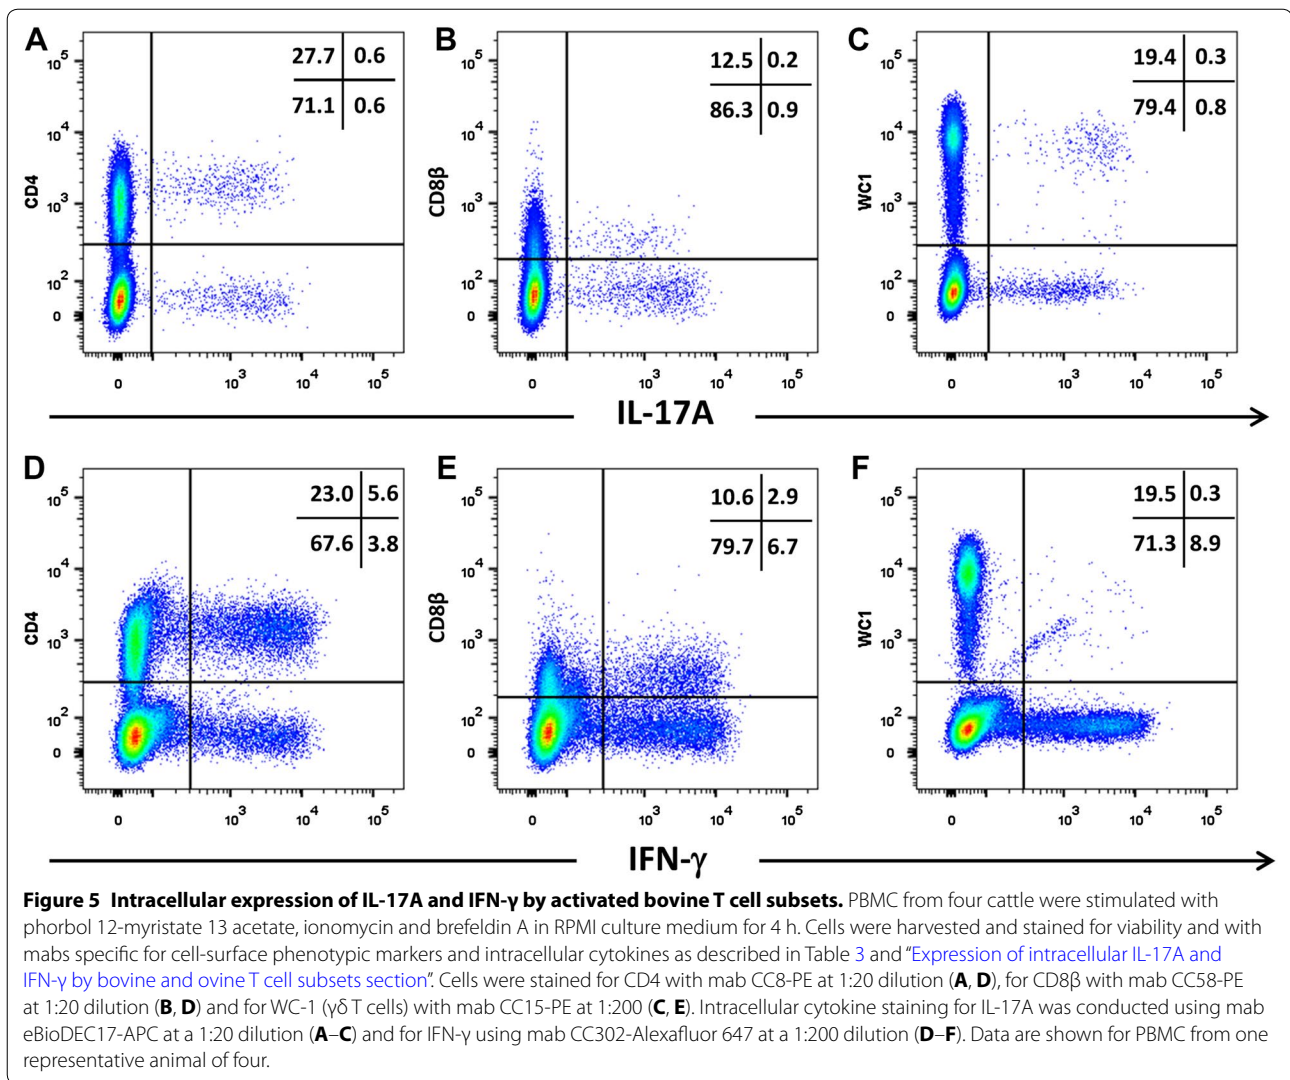 A
B
C
27.7 0.6
71.1 0.6
12.5 0.2
86.3 0.9
19.4 0.3
79.4 0.8
10^5
10^4
10^3
10^2
0
CD4
10^5
10^4
10^3
10^2
0
CD8β
10^5
10^4
10^3
10^2
0
WC1
0 10^3 10^4 10^5
0 10^3 10^4 10^5
0 10^3 10^4 10^5
IL-17A
D
E
F
23.0 5.6
67.6 3.8
10.6 2.9
79.7 6.7
19.5 0.3
71.3 8.9
10^5
10^4
10^3
10^2
0
CD4
10^5
10^4
10^3
10^2
0
CD8β
10^5
10^4
10^3
10^2
0
WC1
0 10^3 10^4 10^5
0 10^3 10^4 10^5
0 10^3 10^4 10^5
IFN-γ
Figure 5 Intracellular expression of IL-17A and IFN-γ by activated bovine T cell subsets. PBMC from four cattle were stimulated with
phorbol 12-myristate 13 acetate, ionomycin and brefeldin A in RPMI culture medium for 4 h. Cells were harvested and stained for viability and with
mabs specific for cell-surface phenotypic markers and intracellular cytokines as described in Table 3 and “Expression of intracellular IL-17A and
IFN-γ by bovine and ovine T cell subsets section”. Cells were stained for CD4 with mab CC8-PE at 1:20 dilution (A, D), for CD8β with mab CC58-PE
at 1:20 dilution (B, D) and for WC-1 (γδ T cells) with mab CC15-PE at 1:200 (C, E). Intracellular cytokine staining for IL-17A was conducted using mab
eBioDEC17-APC at a 1:20 dilution (A–C) and for IFN-γ using mab CC302-Alexafluor 647 at a 1:200 dilution (D–F). Data are shown for PBMC from one
representative animal of four.